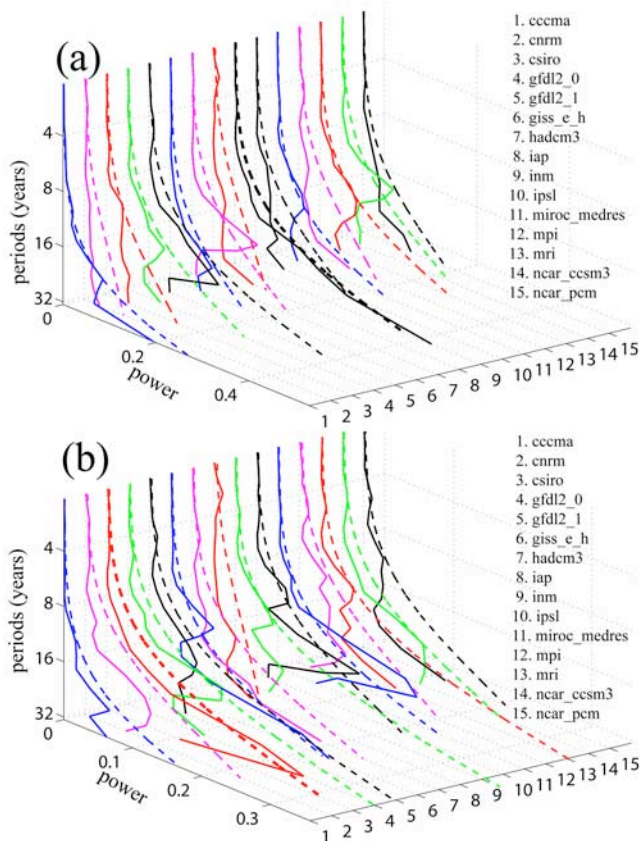 (a)
1. cccma
2. cnrm
3. csiro
4. gfdl2_0
5. gfdl2_1
6. giss_e_h
7. hadcm3
8. iap
9. inm
10. ipsl
11. miroc_medres
12. mpi
13. mri
14. ncar_ccsm3
15. ncar_pcm
periods (years)
4
8
16
32
0
0.2
0.4
power
1 2 3 4 5 6 7 8 9 10 11 12 13 14 15
(b)
1. cccma
2. cnrm
3. csiro
4. gfdl2_0
5. gfdl2_1
6. giss_e_h
7. hadcm3
8. iap
9. inm
10. ipsl
11. miroc_medres
12. mpi
13. mri
14. ncar_ccsm3
15. ncar_pcm
periods (years)
4
8
16
32
0
0.1
0.2
0.3
power
1 2 3 4 5 6 7 8 9 10 11 12 13 14 15